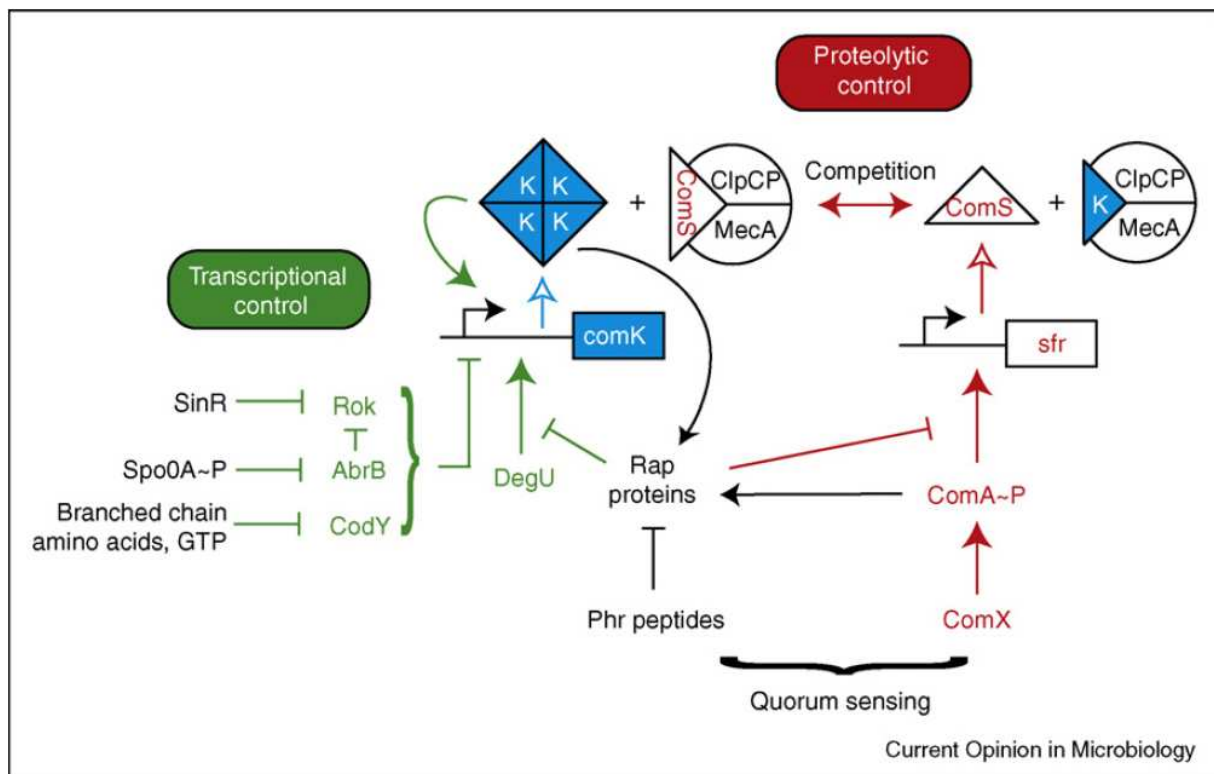 Proteolytic
control
K K
K K
+
ComS
ClpCP
MecA
Competition
ComS
+
K
ClpCP
MecA
Transcriptional
control
comK
sfr
SinR
Rok
Spo0A~P
AbrB
Branched chain
amino acids, GTP
CodY
DegU
Rap
proteins
ComA~P
Phr peptides
ComX
Quorum sensing
Current Opinion in Microbiology